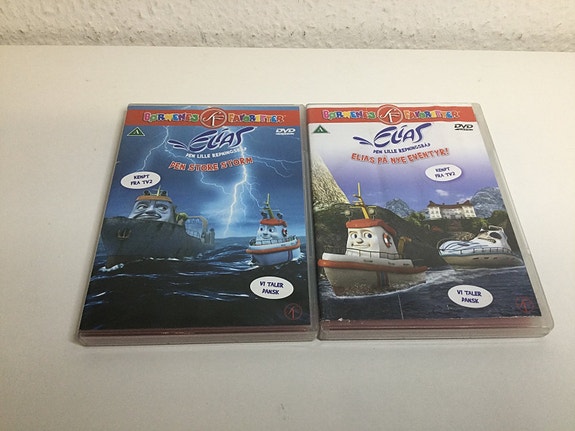 BØRNENES FAVORITTER
ELIAS
DVD
DEN LILLE REDNINGSBÅD
DEN STORE STORM
KENDT
FRA TV2
VI TALER
DANSK
BØRNENES FAVORITTER
ELIAS
DVD
DEN LILLE REDNINGSBÅD
ELIAS PÅ NYE EVENTYR!
KENDT
FRA TV2
VI TALER
DANSK